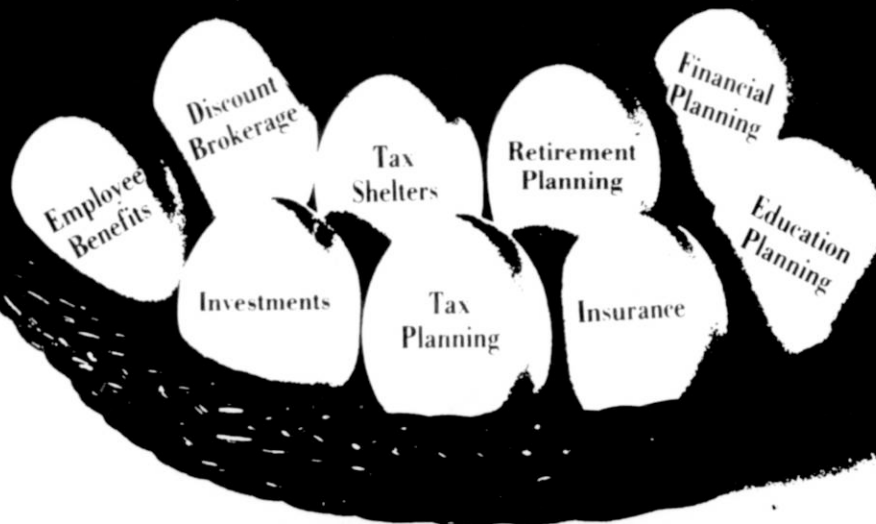 Employee
Benefits
Discount
Brokerage
Tax
Shelters
Retirement
Planning
Financial
Planning
Education
Planning
Investments
Tax
Planning
Insurance